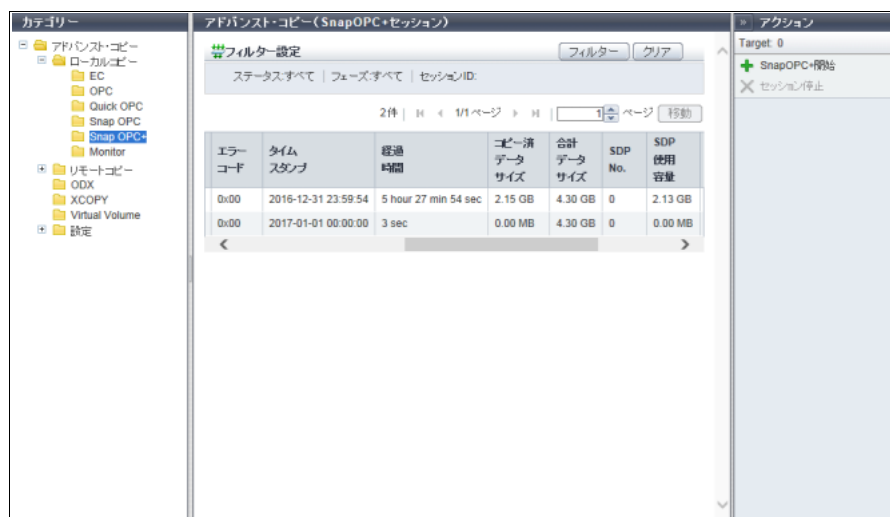 カテゴリー
アドバンスト・コピー
ローカルコピー
EC
OPC
Quick OPC
Snap OPC
Snap OPC+
Monitor
リモートコピー
ODX
XCOPY
Virtual Volume
設定
アドバンスト・コピー(SnapOPC+セッション)
フィルター設定
フィルター クリア
ステータス:すべて | フェーズ:すべて | セッションID:
2件 | 1/1ページ | 1 ページ 移動
エラーコード タイムスタンプ 経過時間 コピー済データサイズ 合計データサイズ SDP No. SDP使用容量
0x00 2016-12-31 23:59:54 5 hour 27 min 54 sec 2.15 GB 4.30 GB 0 2.13 GB
0x00 2017-01-01 00:00:00 3 sec 0.00 MB 4.30 GB 0 0.00 MB
» アクション
Target: 0
SnapOPC+開始
セッション停止